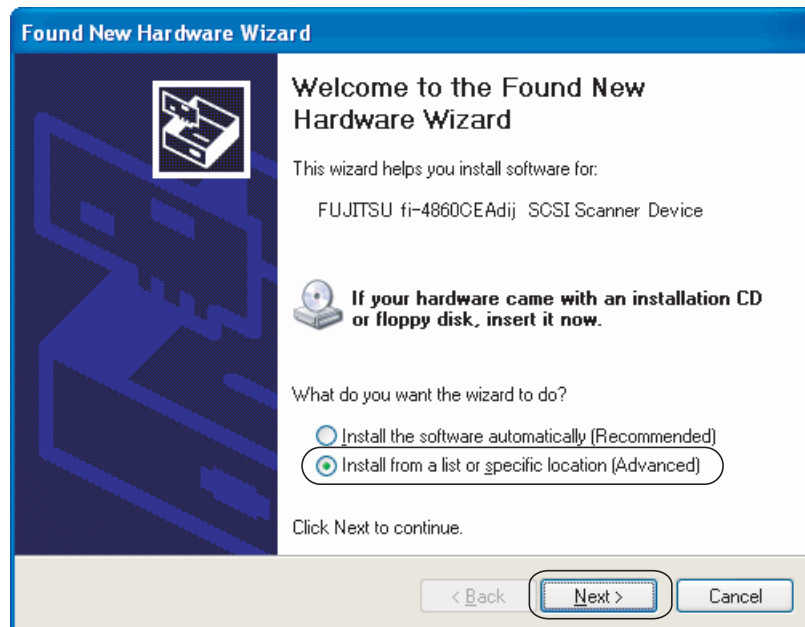 Found New Hardware Wizard
Welcome to the Found New
Hardware Wizard
This wizard helps you install software for:
FUJITSU fi-4860CEAdij SCSI Scanner Device
If your hardware came with an installation CD
or floppy disk, insert it now.
What do you want the wizard to do?
Install the software automatically (Recommended)
Install from a list or specific location (Advanced)
Click Next to continue.
< Back Next > Cancel